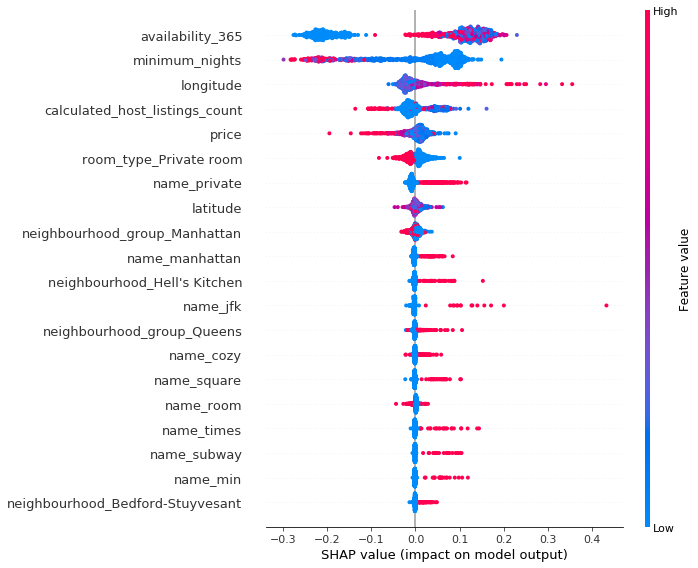 High
availability_365
minimum_nights
longitude
calculated_host_listings_count
price
room_type_Private room
name_private
latitude
neighbourhood_group_Manhattan
name_manhattan
neighbourhood_Hell's Kitchen
name_jfk
neighbourhood_group_Queens
name_cozy
name_square
name_room
name_times
name_subway
name_min
neighbourhood_Bedford-Stuyvesant
Feature value
Low
−0.3 −0.2 −0.1 0.0 0.1 0.2 0.3 0.4
SHAP value (impact on model output)